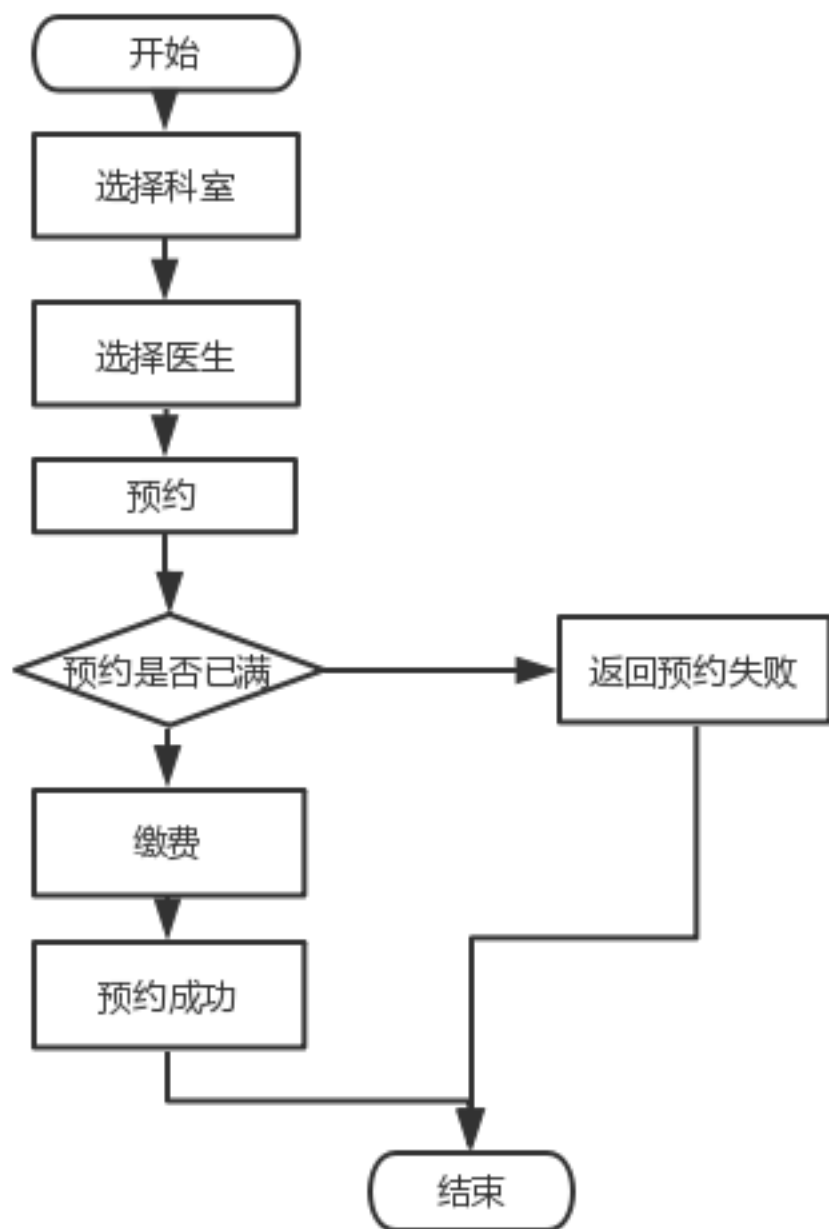 开始
选择科室
选择医生
预约
预约是否已满
返回预约失败
缴费
预约成功
结束